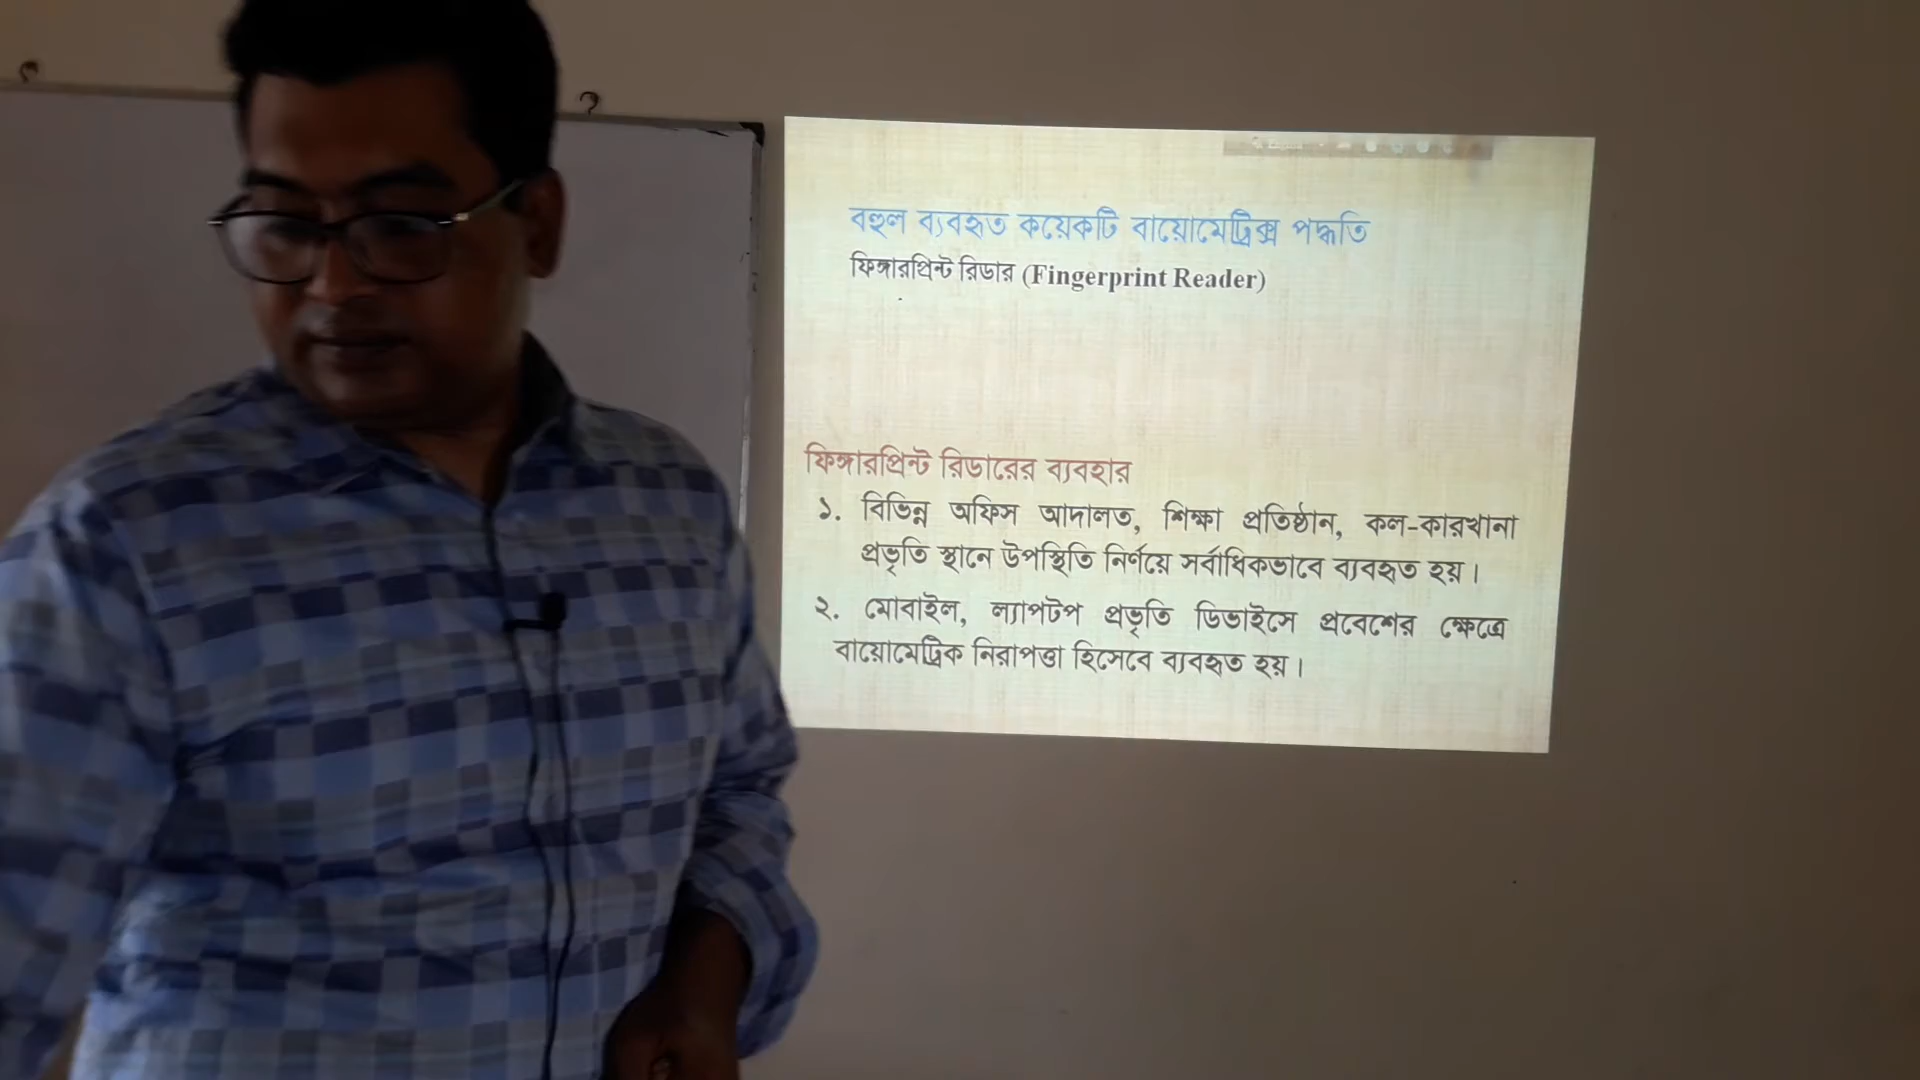 বহুল ব্যবহৃত কয়েকটি বায়োমেট্রিক্স পদ্ধতি
ফিঙ্গারপ্রিন্ট রিডার (Fingerprint Reader)
ফিঙ্গারপ্রিন্ট রিডারের ব্যবহার
১. বিভিন্ন অফিস আদালত, শিক্ষা প্রতিষ্ঠান, কল-কারখানা
প্রভৃতি স্থানে উপস্থিতি নির্ণয়ে সর্বাধিকভাবে ব্যবহৃত হয়।
২. মোবাইল, ল্যাপটপ প্রভৃতি ডিভাইসে প্রবেশের ক্ষেত্রে
বায়োমেট্রিক নিরাপত্তা হিসেবে ব্যবহৃত হয়।